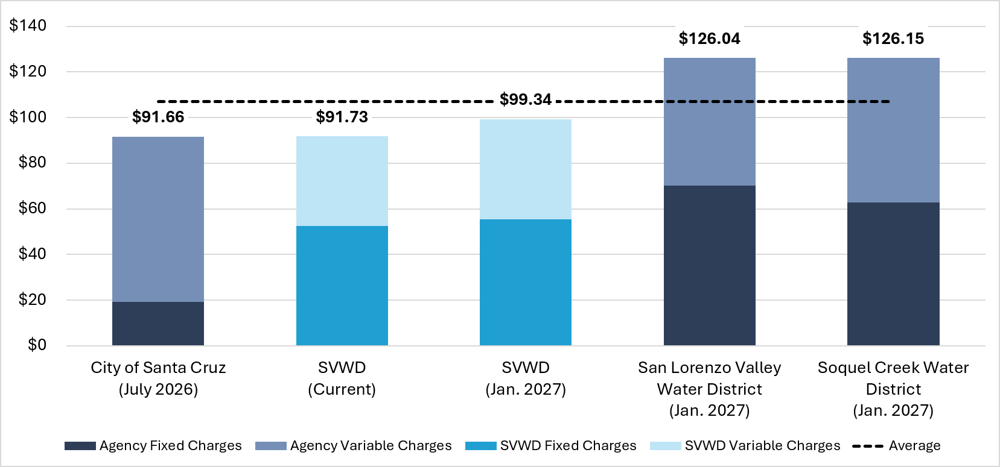 $140
$120
$100
$80
$60
$40
$20
$0
$91.66
$91.73
$99.34
$126.04
$126.15
City of Santa Cruz
(July 2026)
SVWD
(Current)
SVWD
(Jan. 2027)
San Lorenzo Valley
Water District
(Jan. 2027)
Soquel Creek Water
District
(Jan. 2027)
Agency Fixed Charges
Agency Variable Charges
SVWD Fixed Charges
SVWD Variable Charges
Average